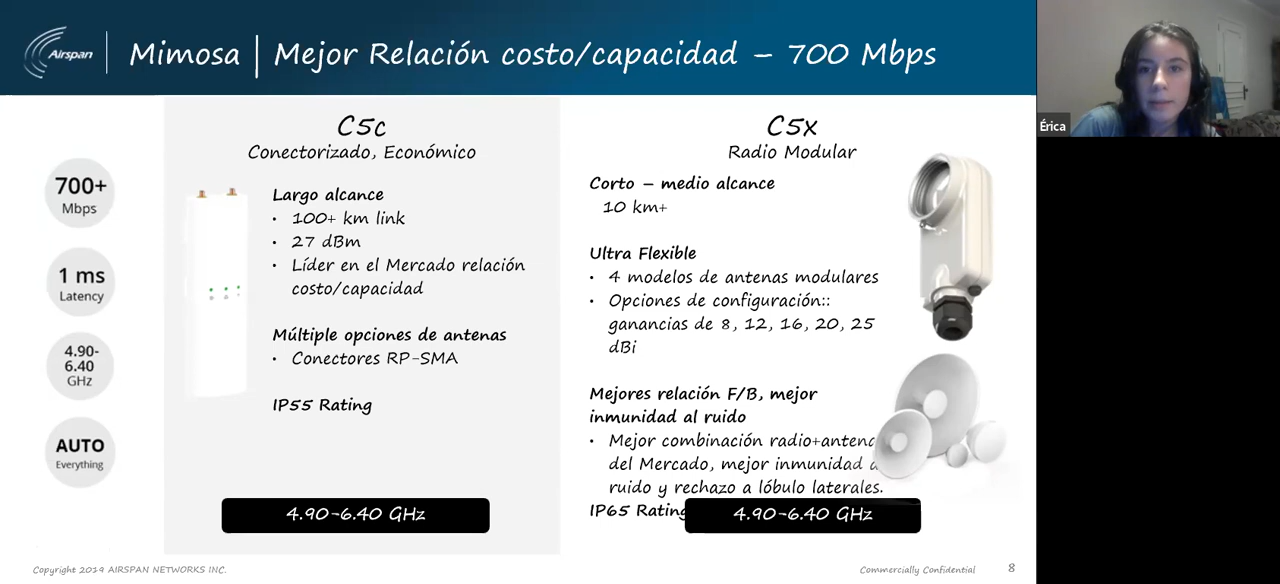 Airspan
Mimosa | Mejor Relación costo/capacidad – 700 Mbps
Érica
700+
Mbps
1 ms
Latency
4.90-
6.40
GHz
AUTO
Everything
C5c
Conectorizado, Económico
Largo alcance
• 100+ km link
• 27 dBm
• Líder en el Mercado relación
costo/capacidad
Múltiple opciones de antenas
• Conectores RP-SMA
IP55 Rating
4.90-6.40 GHz
C5x
Radio Modular
Corto – medio alcance
10 km+
Ultra Flexible
• 4 modelos de antenas modulares
• Opciones de configuración::
ganancias de 8, 12, 16, 20, 25
dBi
Mejores relación F/B, mejor
inmunidad al ruido
• Mejor combinación radio+antena
del Mercado, mejor inmunidad a
ruido y rechazo a lóbulo laterales.
IP65 Rating
4.90-6.40 GHz
Copyright 2019 AIRSPAN NETWORKS INC.
Commercially Confidential
8